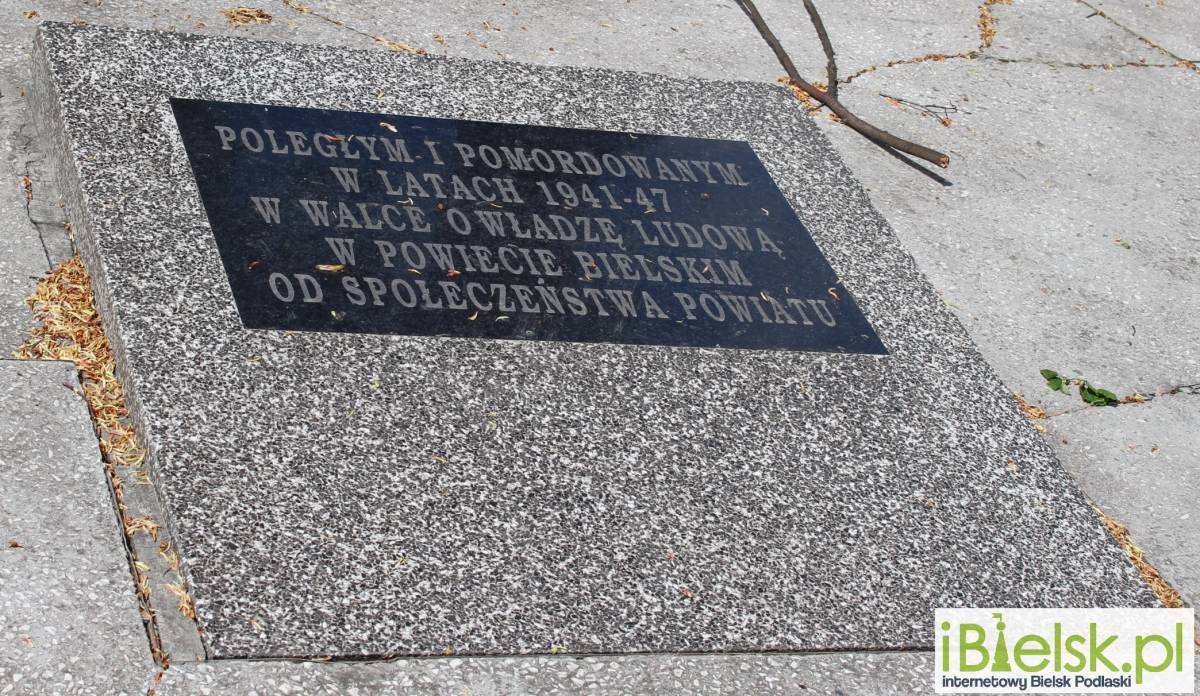 POLEGŁYM I POMORDOWANYM
W LATACH 1941-47
W WALCE O WŁADZĘ LUDOWĄ
W POWIECIE BIELSKIM
OD SPOŁECZEŃSTWA POWIATU
iBielsk.pl
internetowy Bielsk Podlaski